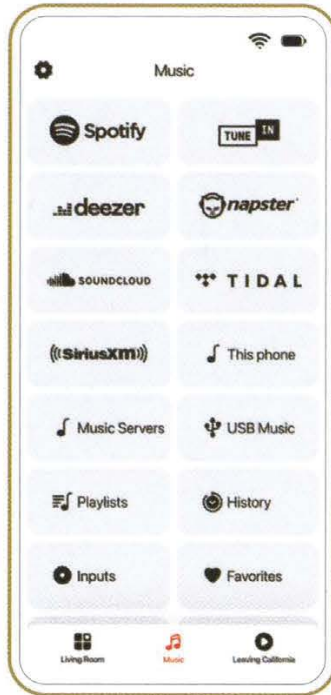 Music
Spotify
TUNE IN
deezer
napster
SOUNDCLOUD
TIDAL
((SiriusXM))
This phone
Music Servers
USB Music
Playlists
History
Inputs
Favorites
Living Room
Music
Leaving California